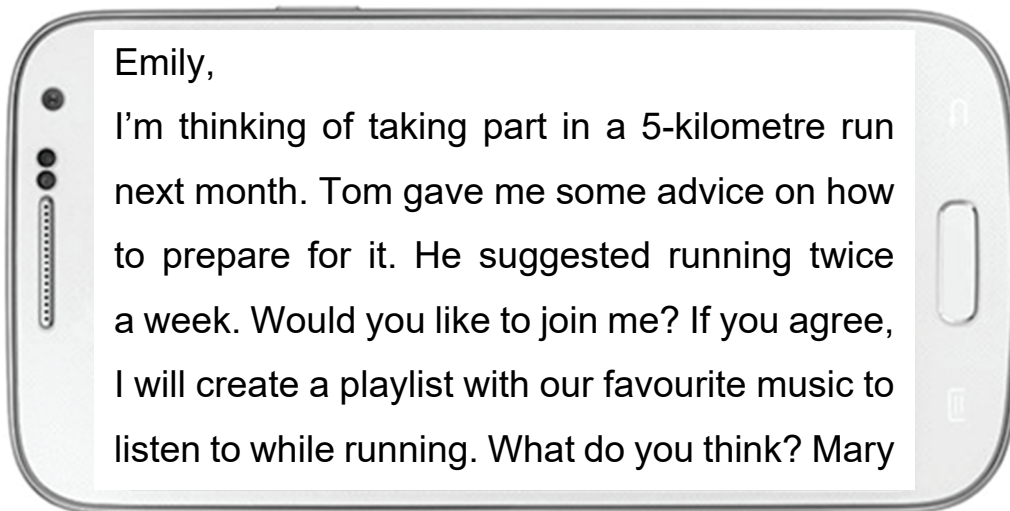 Emily,
I’m thinking of taking part in a 5-kilometre run
next month. Tom gave me some advice on how
to prepare for it. He suggested running twice
a week. Would you like to join me? If you agree,
I will create a playlist with our favourite music to
listen to while running. What do you think? Mary